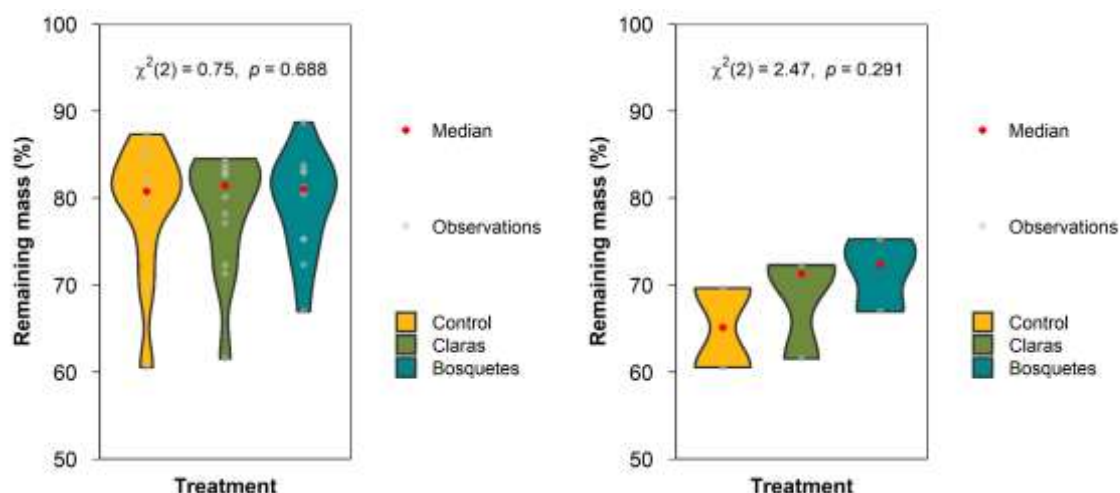 100
90
80
70
60
50
Remaining mass (%)
χ²(2) = 0.75, p = 0.688
Treatment
Median
Observations
Control
Claras
Bosquetes
100
90
80
70
60
50
Remaining mass (%)
χ²(2) = 2.47, p = 0.291
Treatment
Median
Observations
Control
Claras
Bosquetes